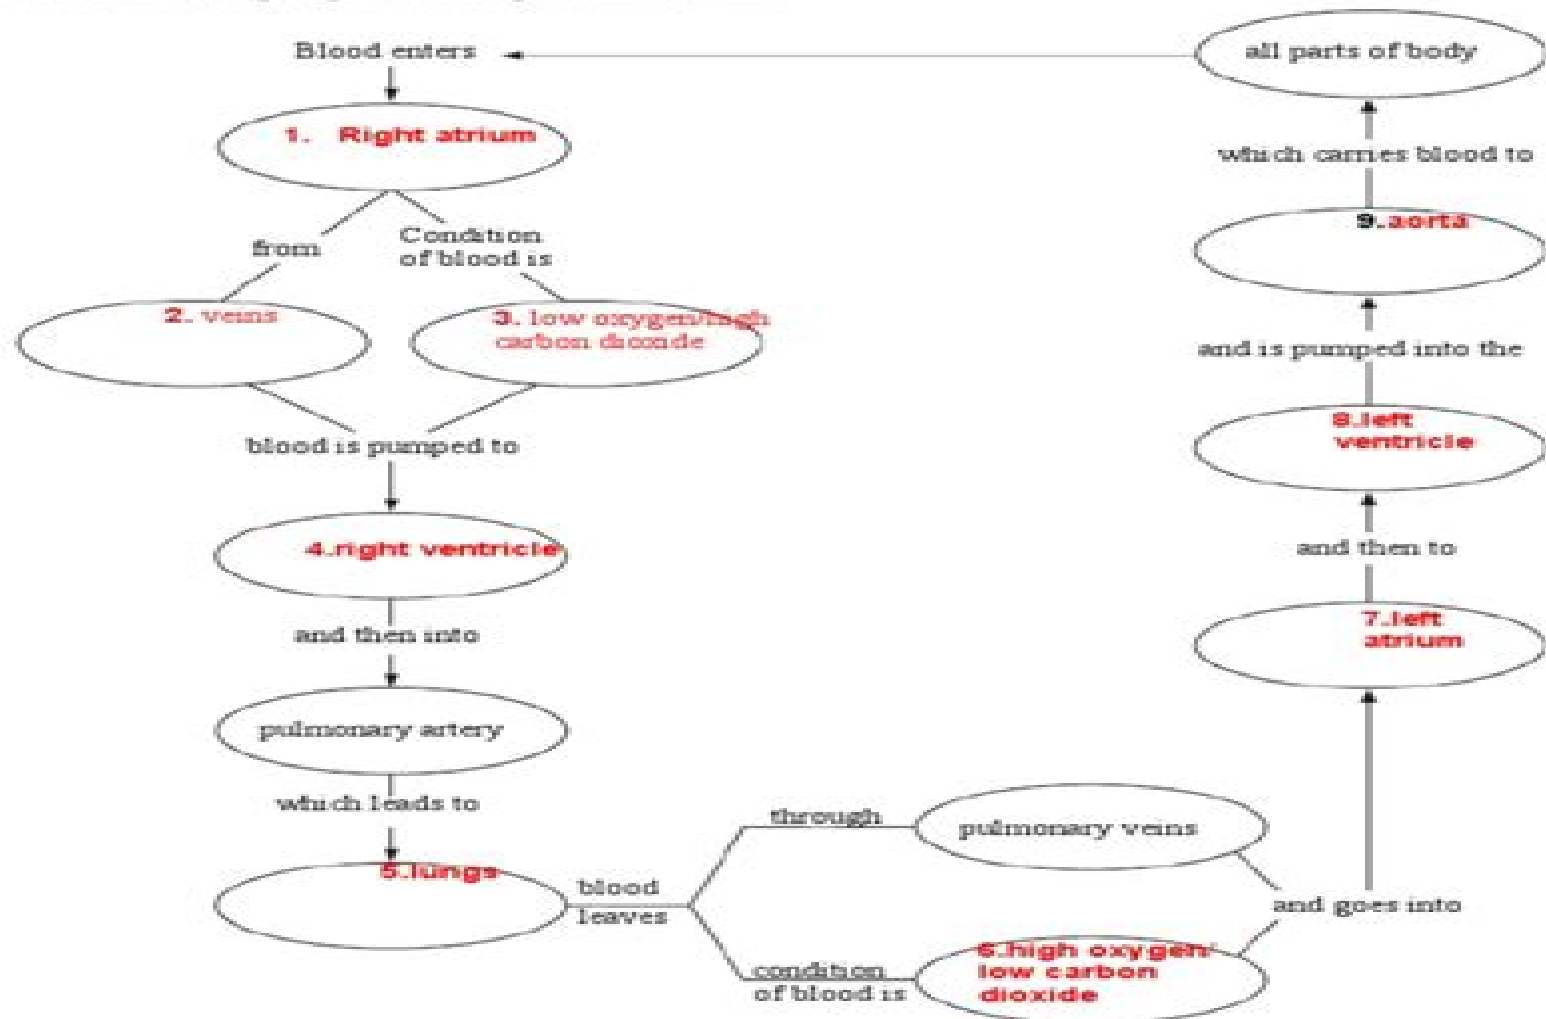 Blood enters
all parts of body
1. Right atrium
which carries blood to
9.aorta
from
Condition
of blood is
2. veins
3. low oxygen/high
carbon dioxide
and is pumped into the
8.left
ventricle
blood is pumped to
4.right ventricle
and then to
and then into
7.left
atrium
pulmonary artery
which leads to
through
pulmonary veins
5.lungs
blood
leaves
and goes into
condition
of blood is
6.high oxygen/
low carbon
dioxide